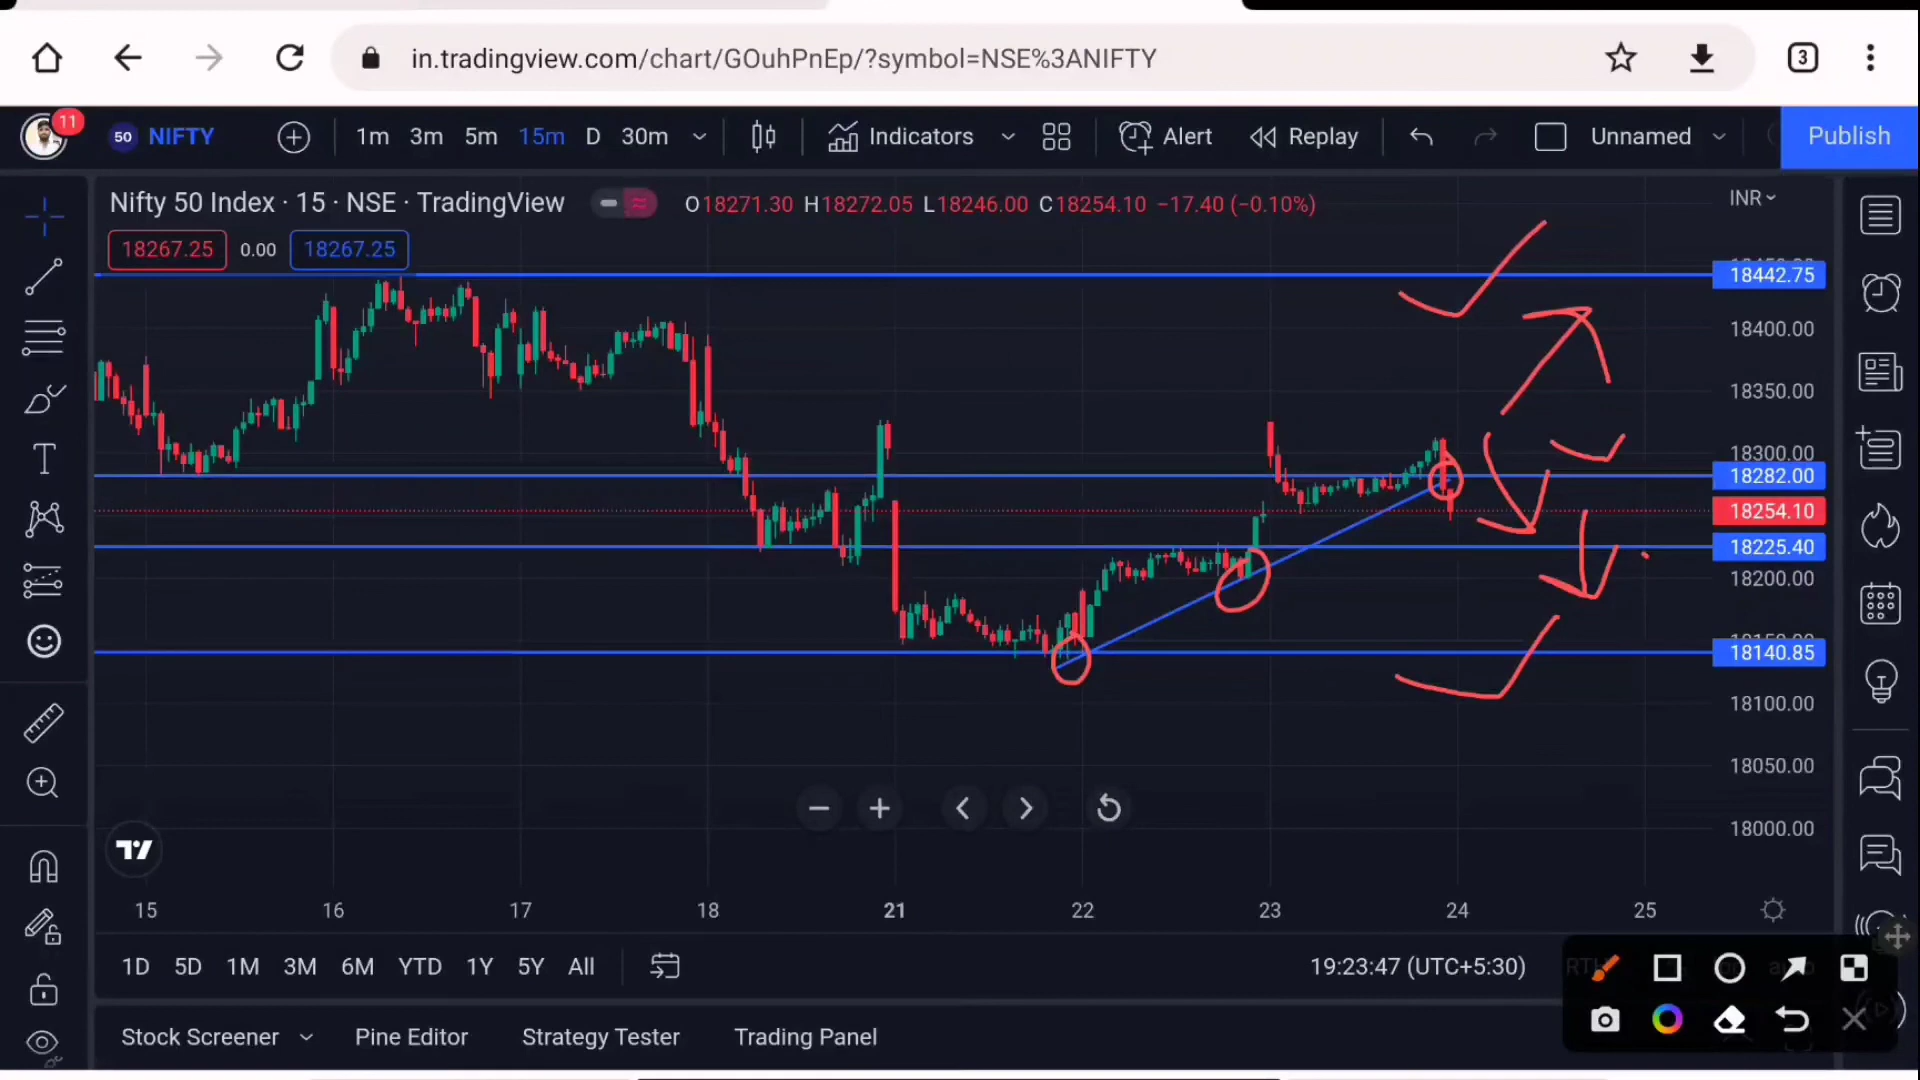 in.tradingview.com/chart/GOuhPnEp/?symbol=NSE%3ANIFTY
3
11
50 NIFTY 1m 3m 5m 15m D 30m Indicators Alert Replay Unnamed Publish
Nifty 50 Index · 15 · NSE · TradingView O18271.30 H18272.05 L18246.00 C18254.10 −17.40 (−0.10%)
INR
18267.25 0.00 18267.25
18442.75
18400.00
18350.00
18300.00
18282.00
18254.10
18225.40
18200.00
18140.85
18100.00
18050.00
18000.00
15 16 17 18 21 22 23 24 25
1D 5D 1M 3M 6M YTD 1Y 5Y All 19:23:47 (UTC+5:30)
Stock Screener Pine Editor Strategy Tester Trading Panel
T